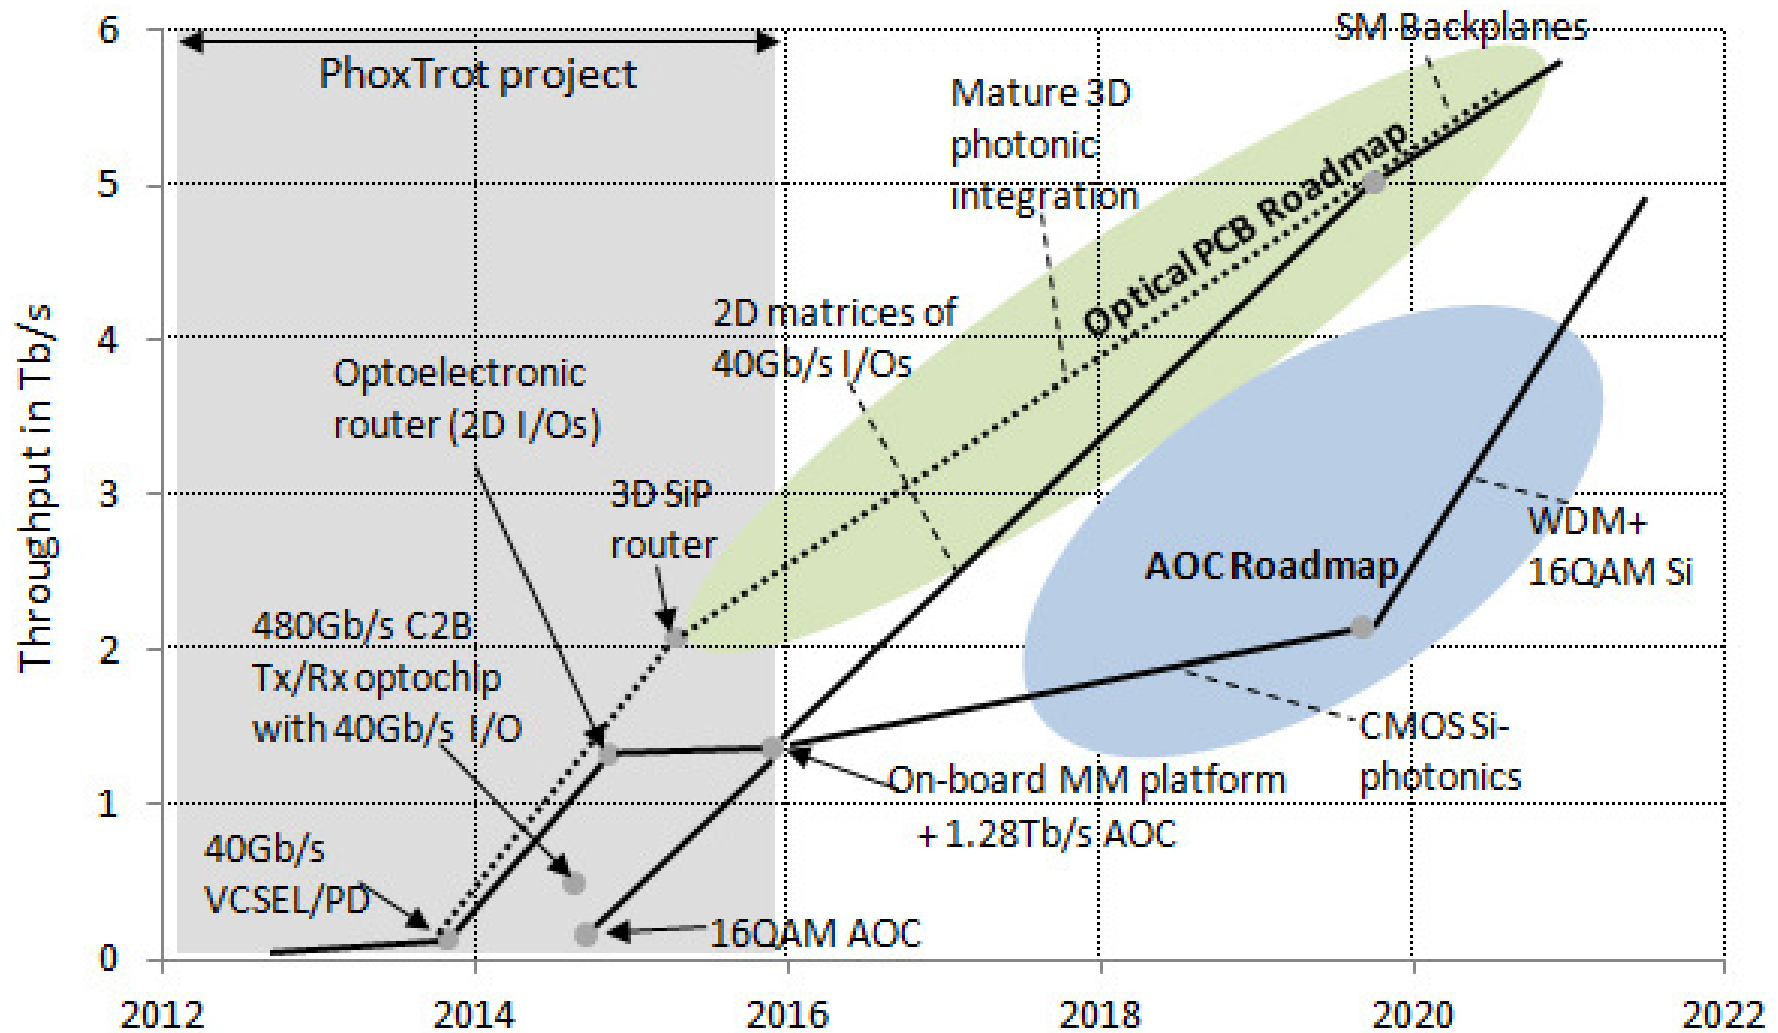 6
5
4
3
2
1
0
Throughput in Tb/s
2012
2014
2016
2018
2020
2022
PhoxTrot project
SM Backplanes
Mature 3D
photonic
integration
Optical PCB Roadmap
2D matrices of
40Gb/s I/Os
Optoelectronic
router (2D I/Os)
3D SiP
router
480Gb/s C2B
Tx/Rx optochip
with 40Gb/s I/O
40Gb/s
VCSEL/PD
16QAM AOC
On-board MM platform
+ 1.28Tb/s AOC
AOC Roadmap
WDM+
16QAM Si
CMOS Si-
photonics